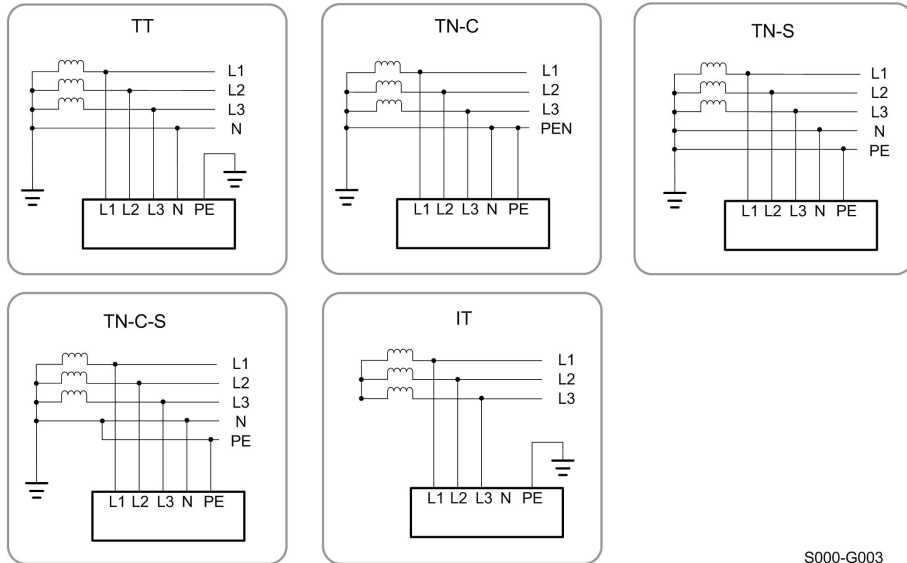 TT
L1
L2
L3
N
L1 L2 L3 N PE
TN-C
L1
L2
L3
PEN
L1 L2 L3 N PE
TN-S
L1
L2
L3
N
PE
L1 L2 L3 N PE
TN-C-S
L1
L2
L3
N
PE
L1 L2 L3 N PE
IT
L1
L2
L3
L1 L2 L3 N PE
S000-G003